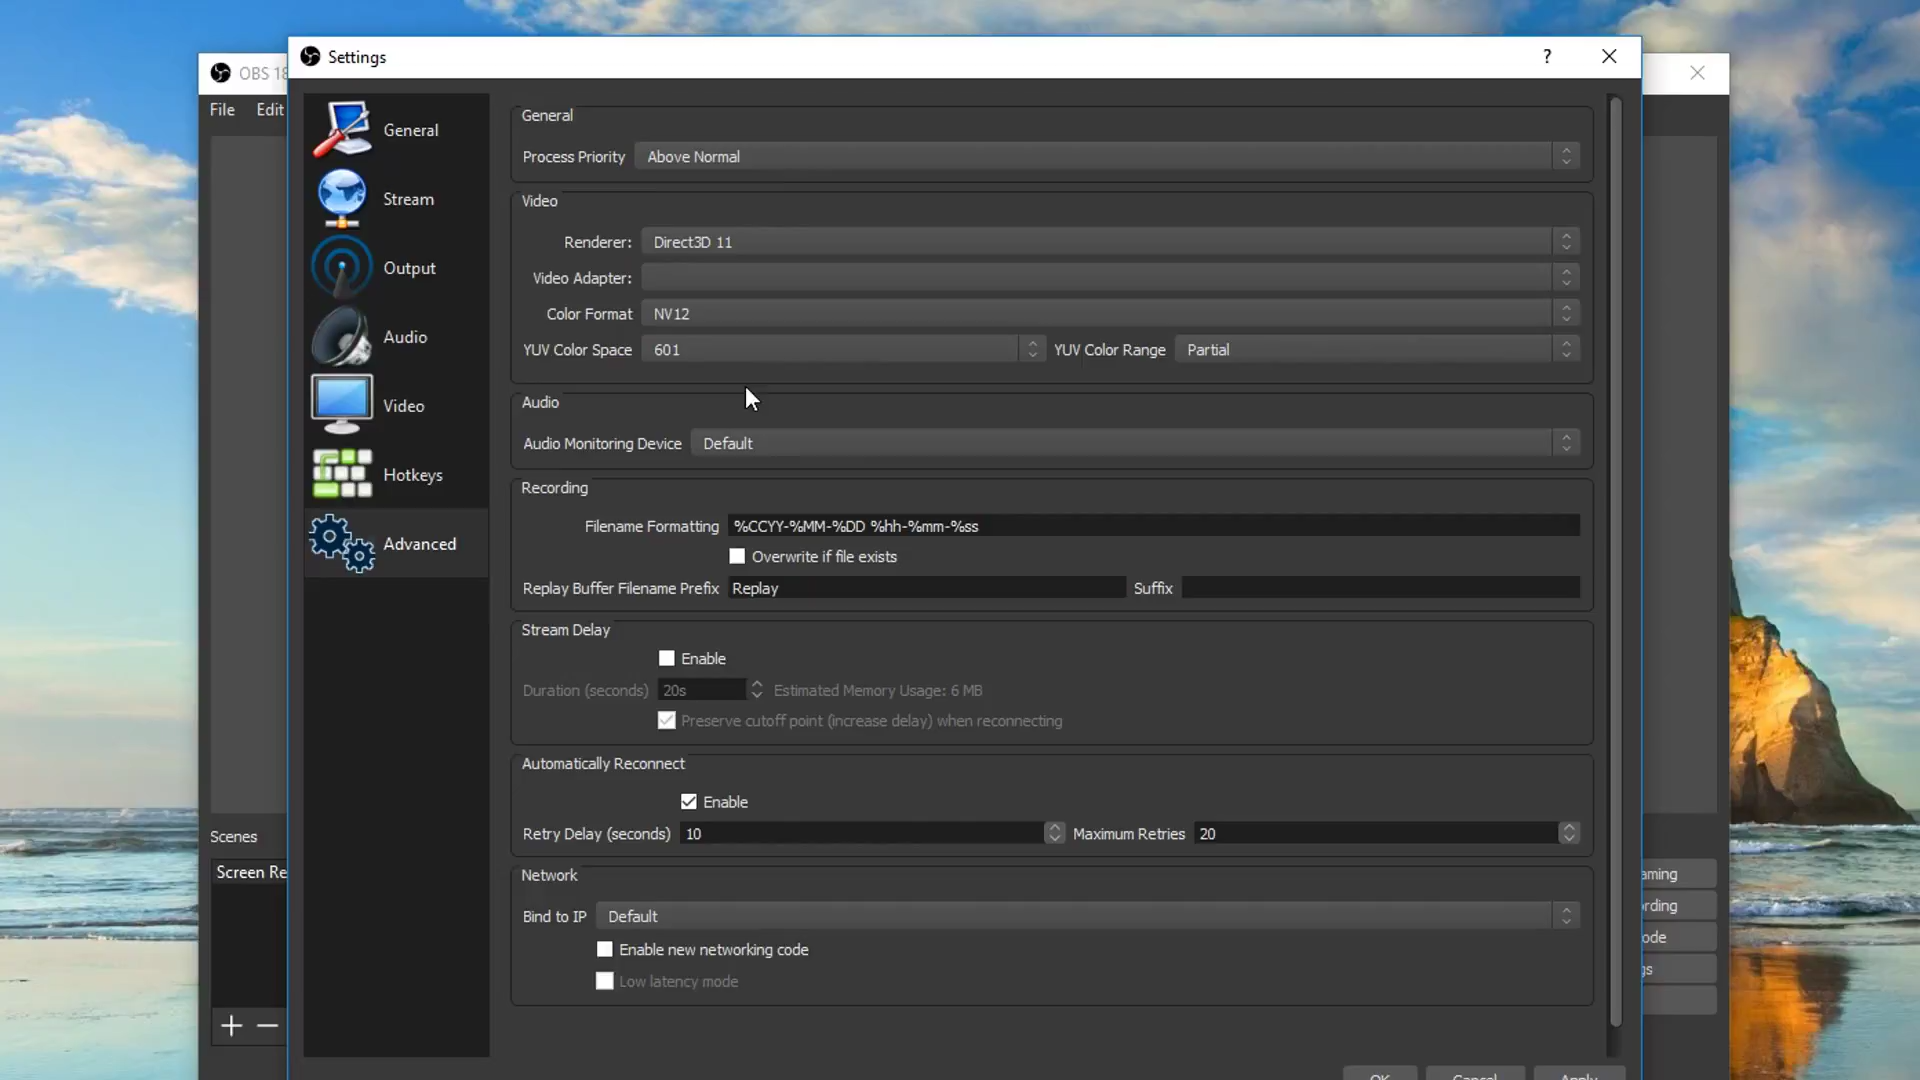 Settings
?
OBS 18
File Edit
General
Stream
Output
Audio
Video
Hotkeys
Advanced
General
Process Priority Above Normal
Video
Renderer: Direct3D 11
Video Adapter:
Color Format NV12
YUV Color Space 601 YUV Color Range Partial
Audio
Audio Monitoring Device Default
Recording
Filename Formatting %CCYY-%MM-%DD %hh-%mm-%ss
Overwrite if file exists
Replay Buffer Filename Prefix Replay Suffix
Stream Delay
Enable
Duration (seconds) 20s Estimated Memory Usage: 6 MB
Preserve cutoff point (increase delay) when reconnecting
Automatically Reconnect
Enable
Retry Delay (seconds) 10 Maximum Retries 20
Network
Bind to IP Default
Enable new networking code
Low latency mode
Scenes
Screen Re
aming
rding
ode
gs
OK Cancel Apply